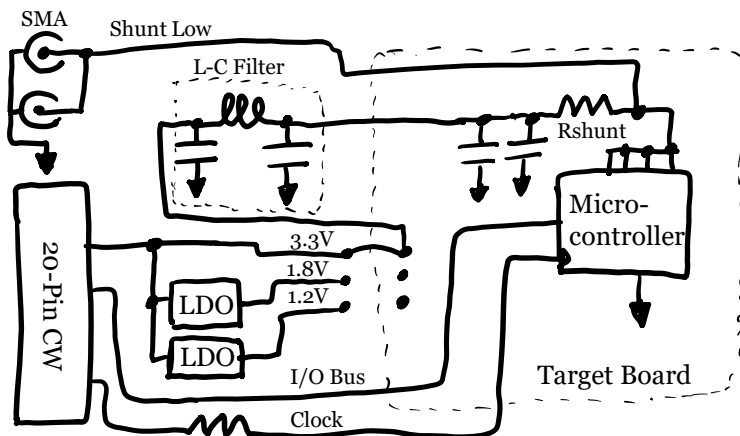 SMA
Shunt Low
L-C Filter
Rshunt
Micro-
controller
20-Pin CW
3.3V
1.8V
1.2V
LDO
LDO
I/O Bus
Target Board
Clock